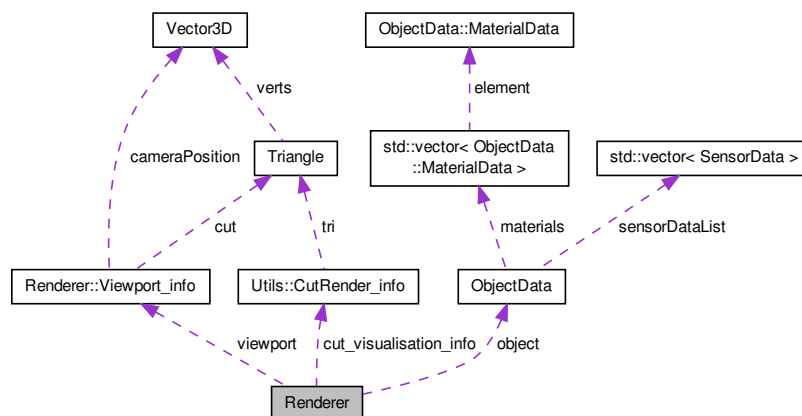 Vector3D
ObjectData::MaterialData
verts
element
cameraPosition
Triangle
std::vector< ObjectData
::MaterialData >
std::vector< SensorData >
cut
tri
materials
sensorDataList
Renderer::Viewport_info
Utils::CutRender_info
ObjectData
viewport
cut_visualisation_info
object
Renderer